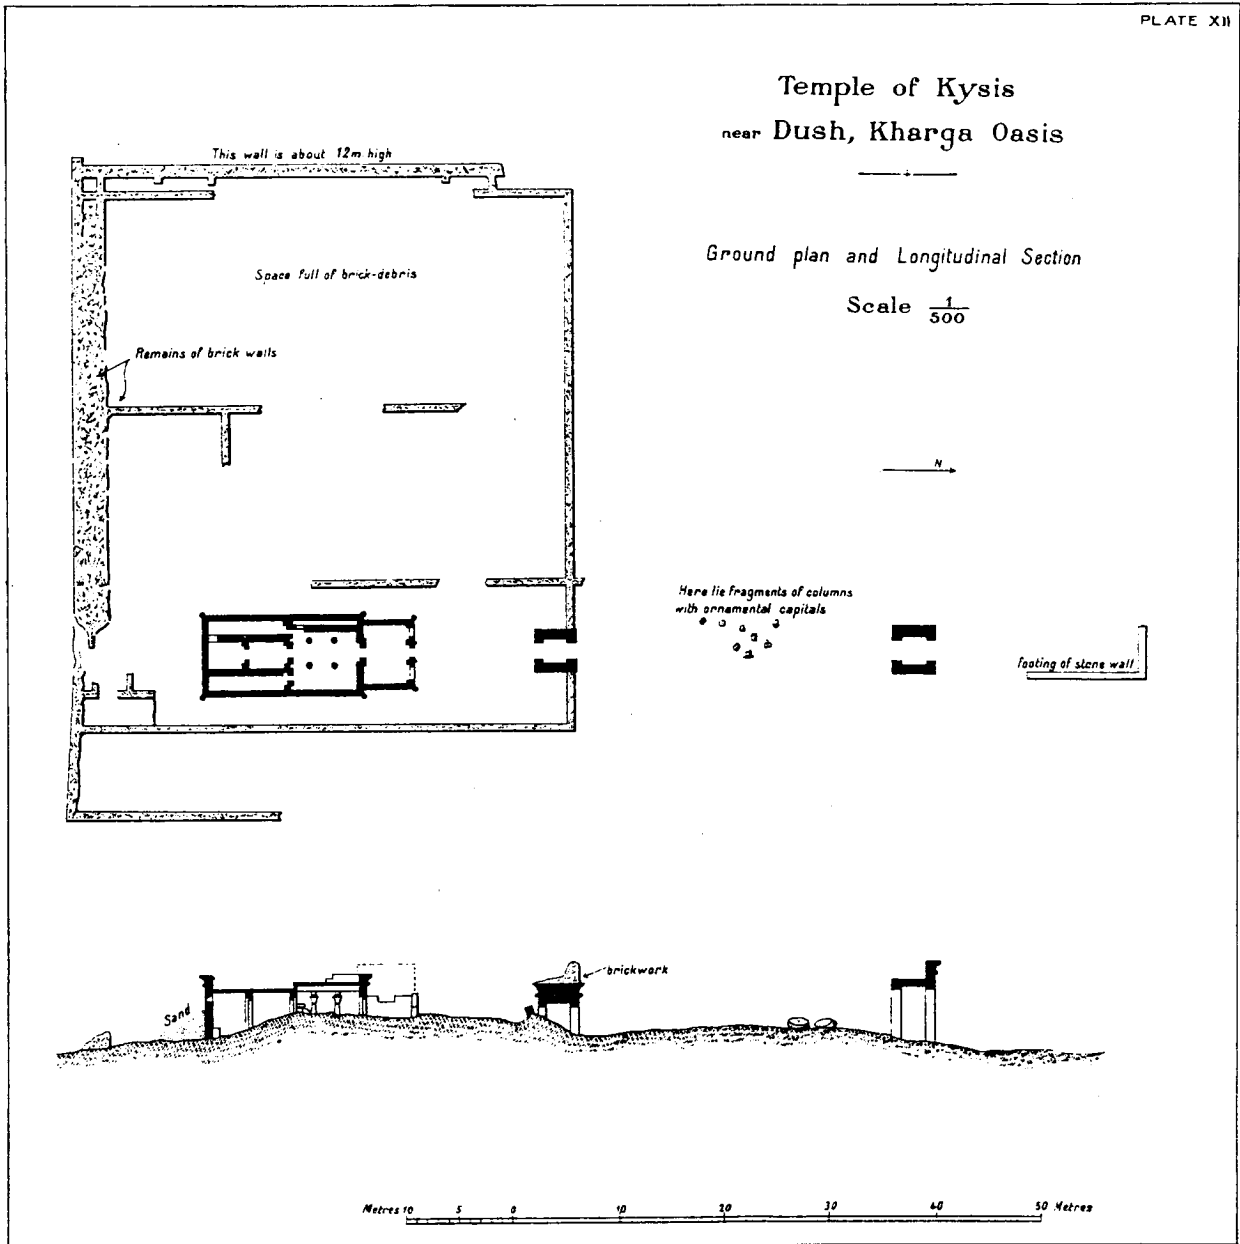 PLATE XII
Temple of Kysis
near Dush, Kharga Oasis
This wall is about 12m high
Ground plan and Longitudinal Section
Scale 1/500
Space full of brick-debris
Remains of brick walls
N
Here lie fragments of columns
with ornamental capitals
footing of stone wall
brickwork
Sand
Metres 10 5 0 10 20 30 40 50 Metres